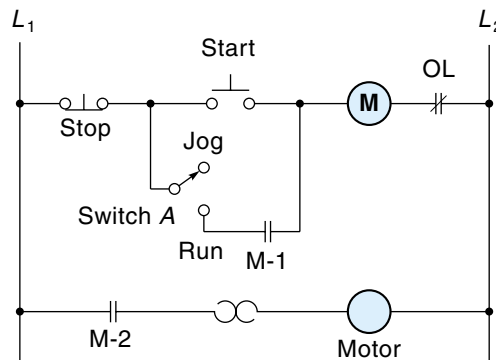 L1 L2
Start
OL
M
Stop
Jog
Switch A
Run
M-1
M-2
Motor